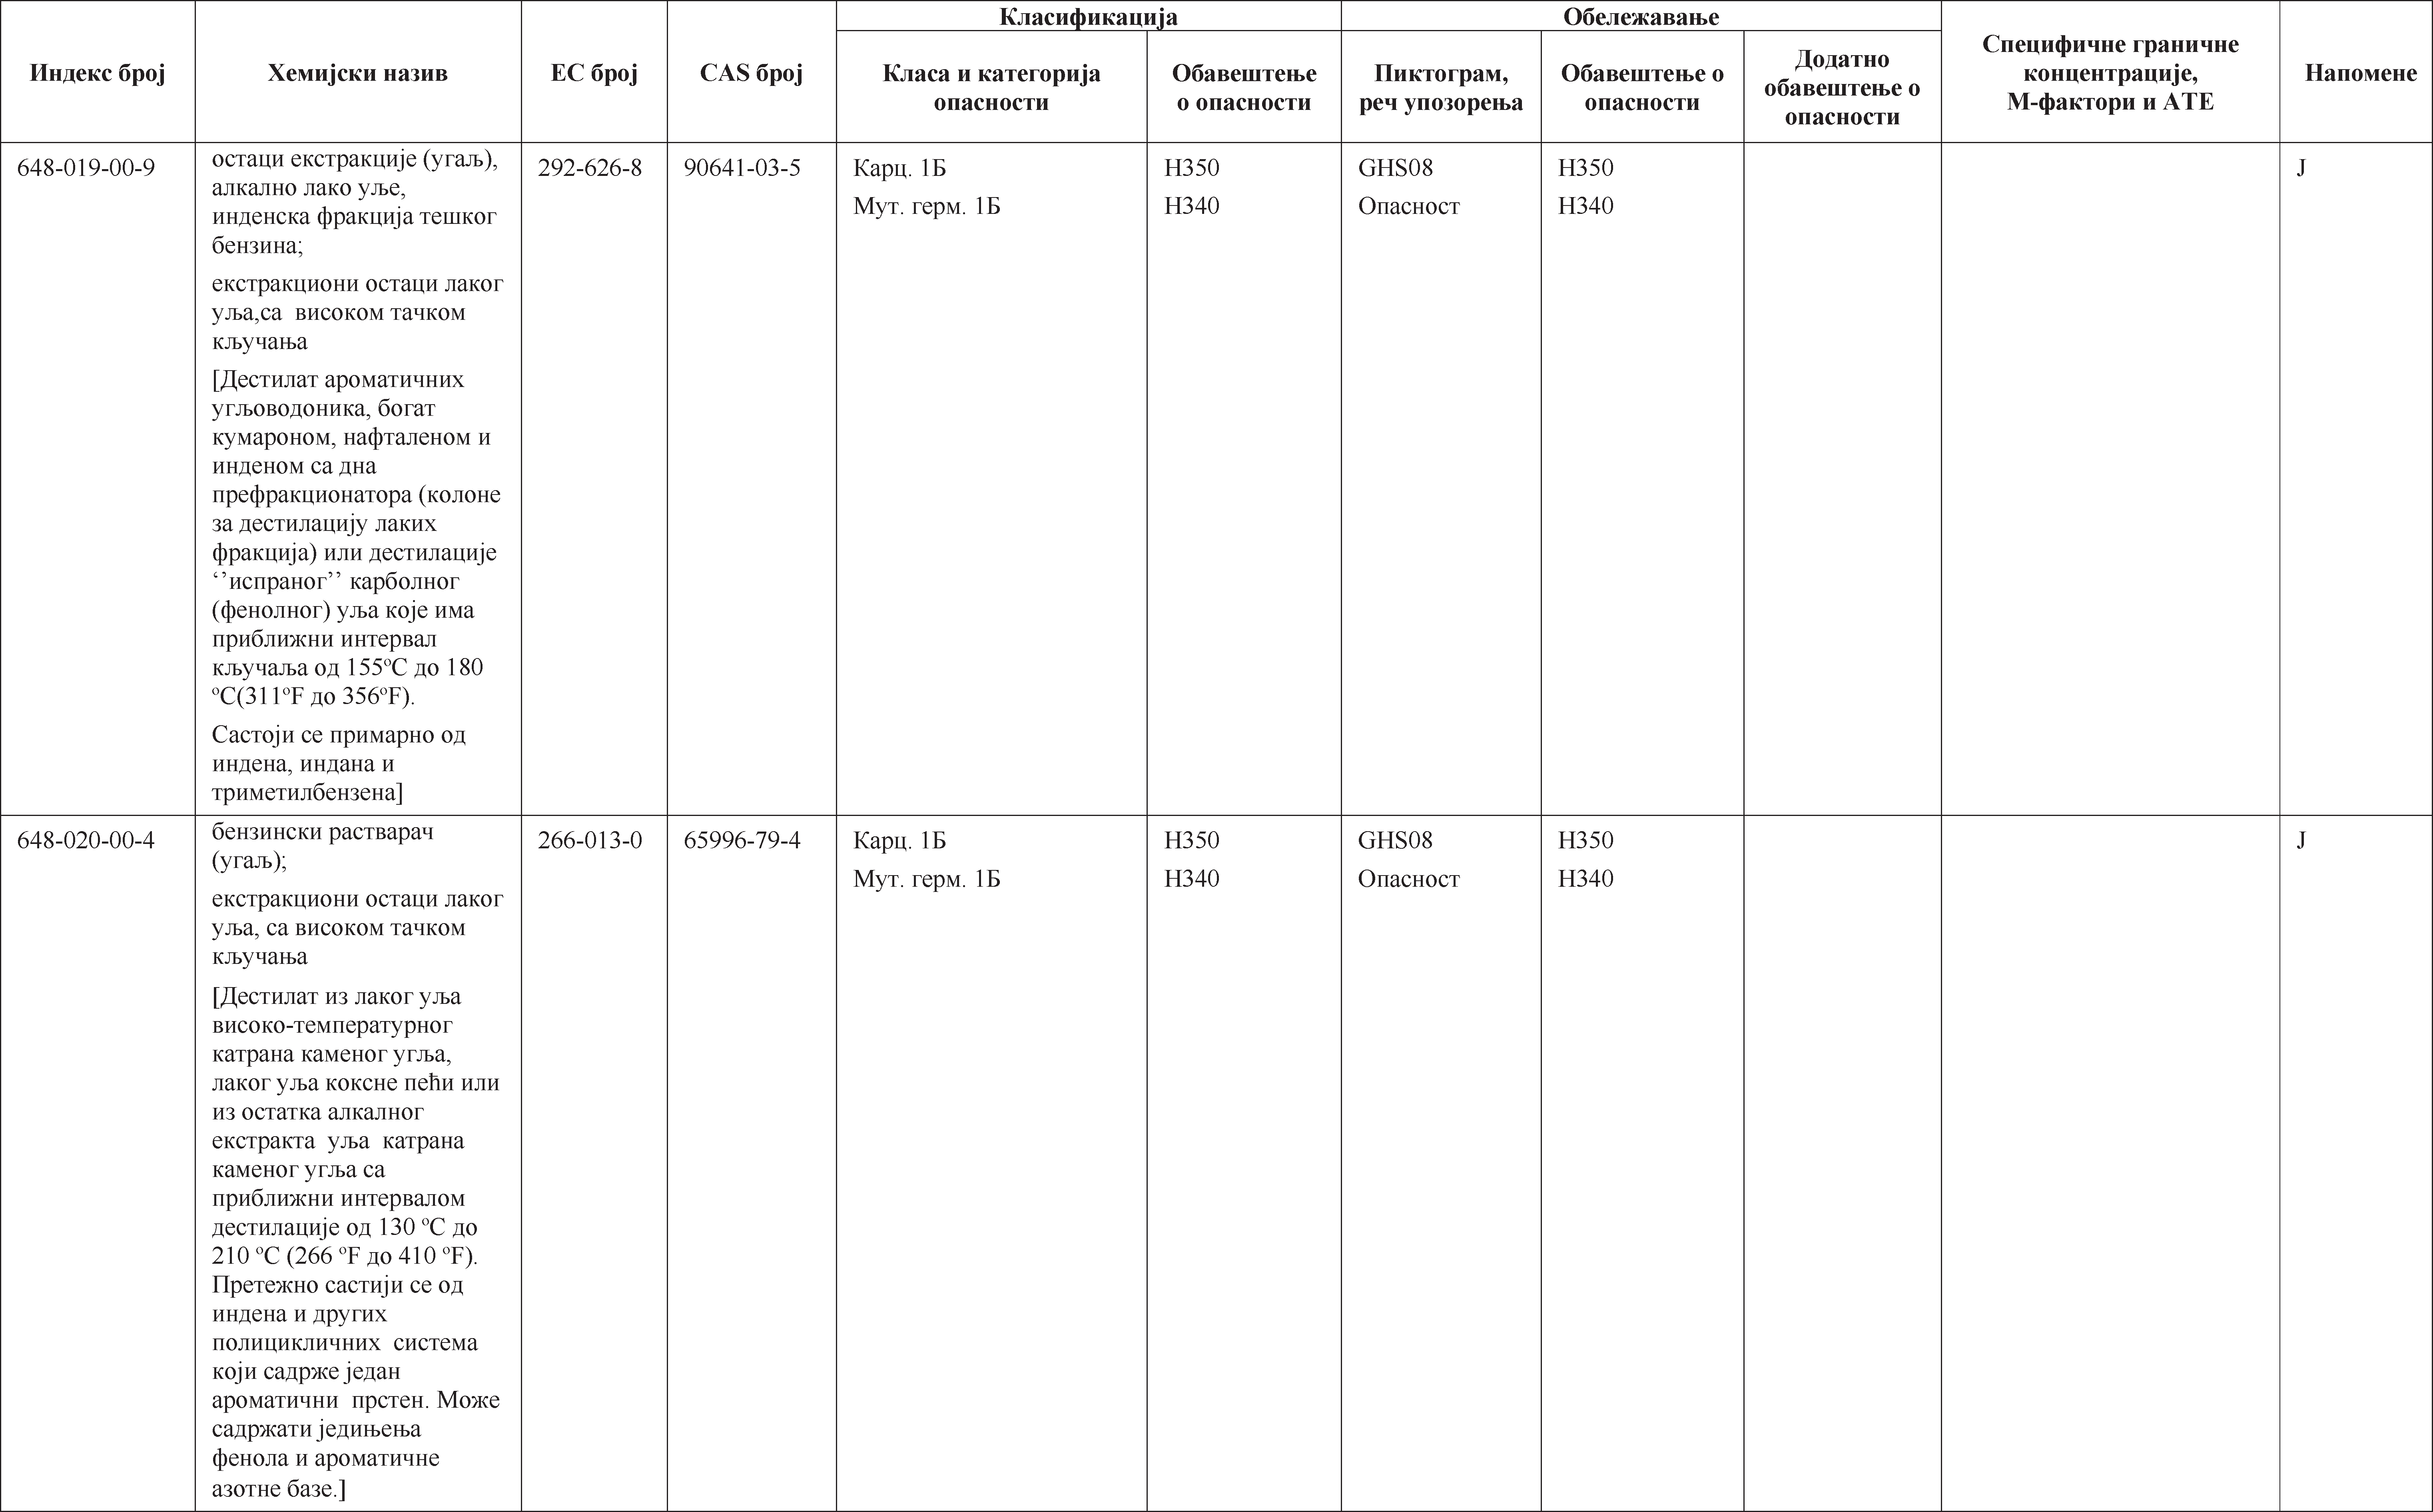 Индекс број
Хемијски назив
ЕС број
CAS број
Класификација
Обележавање
Класа и категорија
опасности
Обавештење
о опасности
Пиктограм,
реч упозорења
Обавештење о
опасности
Додатно
обавештење о
опасности
Специфичне граничне
концентрације,
М-фактори и АТЕ
Напомене
648-019-00-9
остаци екстракције (угаљ),
алкално лако уље,
инденска фракција тешког
бензина;
екстракциони остаци лаког
уља,са  високом тачком
кључања
[Дестилат ароматичних
угљоводоника, богат
кумароном, нафталеном и
инденом са дна
префракционатора (колоне
за дестилацију лаких
фракција) или дестилације
‘’испраног’’ карболног
(фенолног) уља које има
приближни интервал
кључаља од 155ºC до 180
ºC(311ºF до 356ºF).
Састоји се примарно од
индена, индана и
триметилбензена]
292-626-8
90641-03-5
Карц. 1Б
Мут. герм. 1Б
H350
H340
GHS08
Опасност
H350
H340
Ј
648-020-00-4
бензински растварач
(угаљ);
екстракциони остаци лаког
уља, са високом тачком
кључања
[Дестилат из лаког уља
високо-температурног
катрана каменог угља,
лаког уља коксне пећи или
из остатка алкалног
екстракта  уља  катрана
каменог угља са
приближни интервалом
дестилације од 130 ºC до
210 ºC (266 ºF до 410 ºF).
Претежно састији се од
индена и других
полицикличних  система
који садрже један
ароматични  прстен. Може
садржати једињења
фенола и ароматичне
азотне базе.]
266-013-0
65996-79-4
Карц. 1Б
Мут. герм. 1Б
H350
H340
GHS08
Опасност
H350
H340
Ј